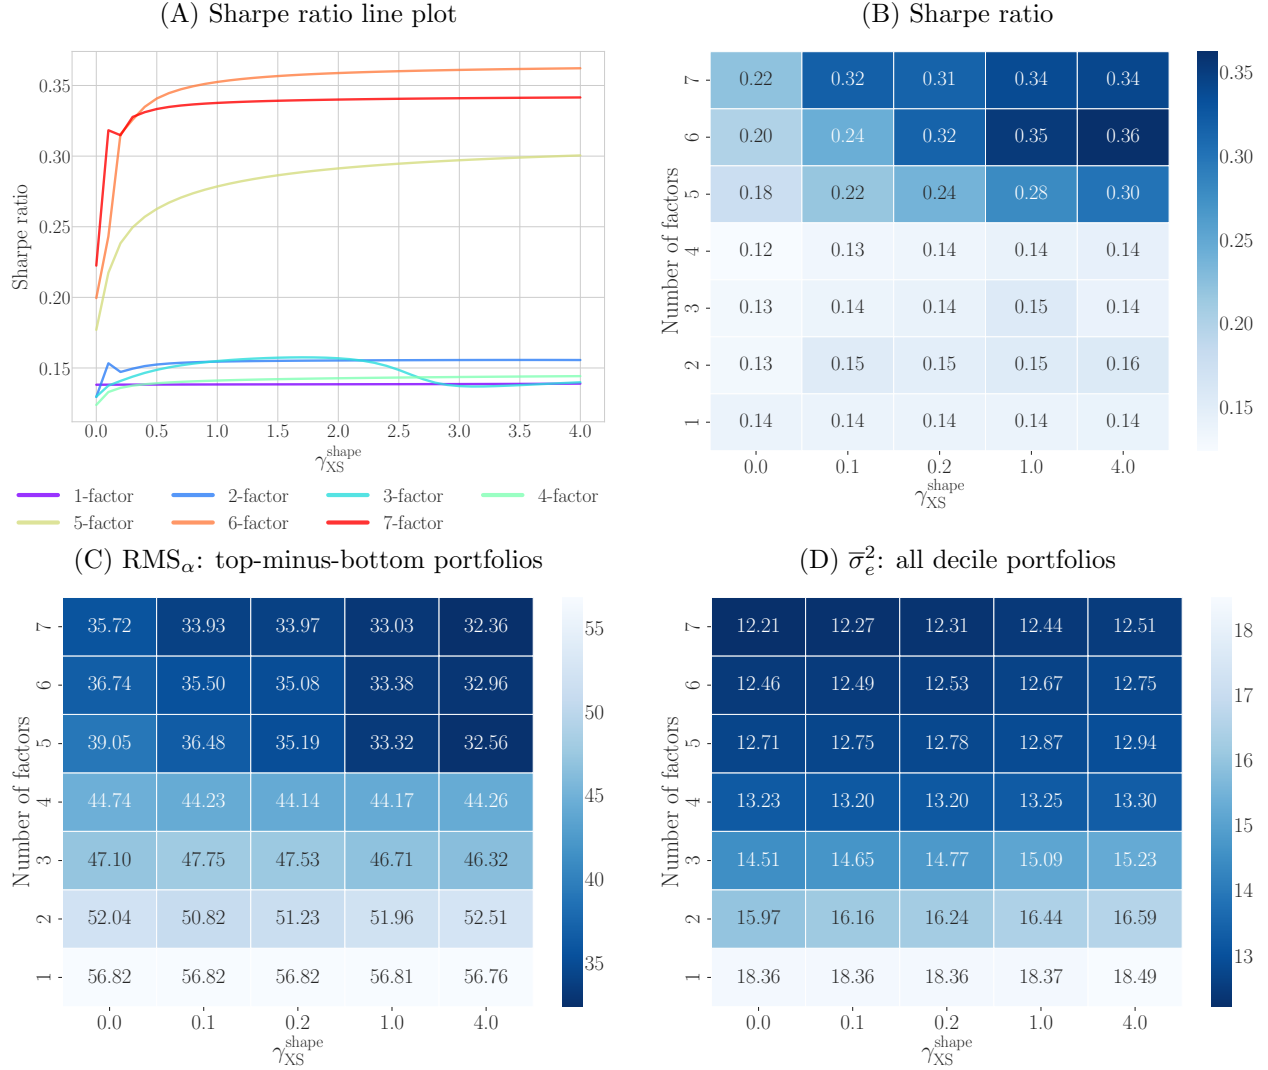 (A) Sharpe ratio line plot
Sharpe ratio
0.35
0.30
0.25
0.20
0.15
0.0 0.5 1.0 1.5 2.0 2.5 3.0 3.5 4.0
γ_XS^shape
1-factor 2-factor 3-factor 4-factor
5-factor 6-factor 7-factor
(B) Sharpe ratio
Number of factors
7 0.22 0.32 0.31 0.34 0.34
6 0.20 0.24 0.32 0.35 0.36
5 0.18 0.22 0.24 0.28 0.30
4 0.12 0.13 0.14 0.14 0.14
3 0.13 0.14 0.14 0.15 0.14
2 0.13 0.15 0.15 0.15 0.16
1 0.14 0.14 0.14 0.14 0.14
0.0 0.1 0.2 1.0 4.0
γ_XS^shape
0.35
0.30
0.25
0.20
0.15
(C) RMS_α: top-minus-bottom portfolios
Number of factors
7 35.72 33.93 33.97 33.03 32.36
6 36.74 35.50 35.08 33.38 32.96
5 39.05 36.48 35.19 33.32 32.56
4 44.74 44.23 44.14 44.17 44.26
3 47.10 47.75 47.53 46.71 46.32
2 52.04 50.82 51.23 51.96 52.51
1 56.82 56.82 56.82 56.81 56.76
0.0 0.1 0.2 1.0 4.0
γ_XS^shape
55
50
45
40
35
(D) σ̅_e^2: all decile portfolios
Number of factors
7 12.21 12.27 12.31 12.44 12.51
6 12.46 12.49 12.53 12.67 12.75
5 12.71 12.75 12.78 12.87 12.94
4 13.23 13.20 13.20 13.25 13.30
3 14.51 14.65 14.77 15.09 15.23
2 15.97 16.16 16.24 16.44 16.59
1 18.36 18.36 18.36 18.37 18.49
0.0 0.1 0.2 1.0 4.0
γ_XS^shape
18
17
16
15
14
13